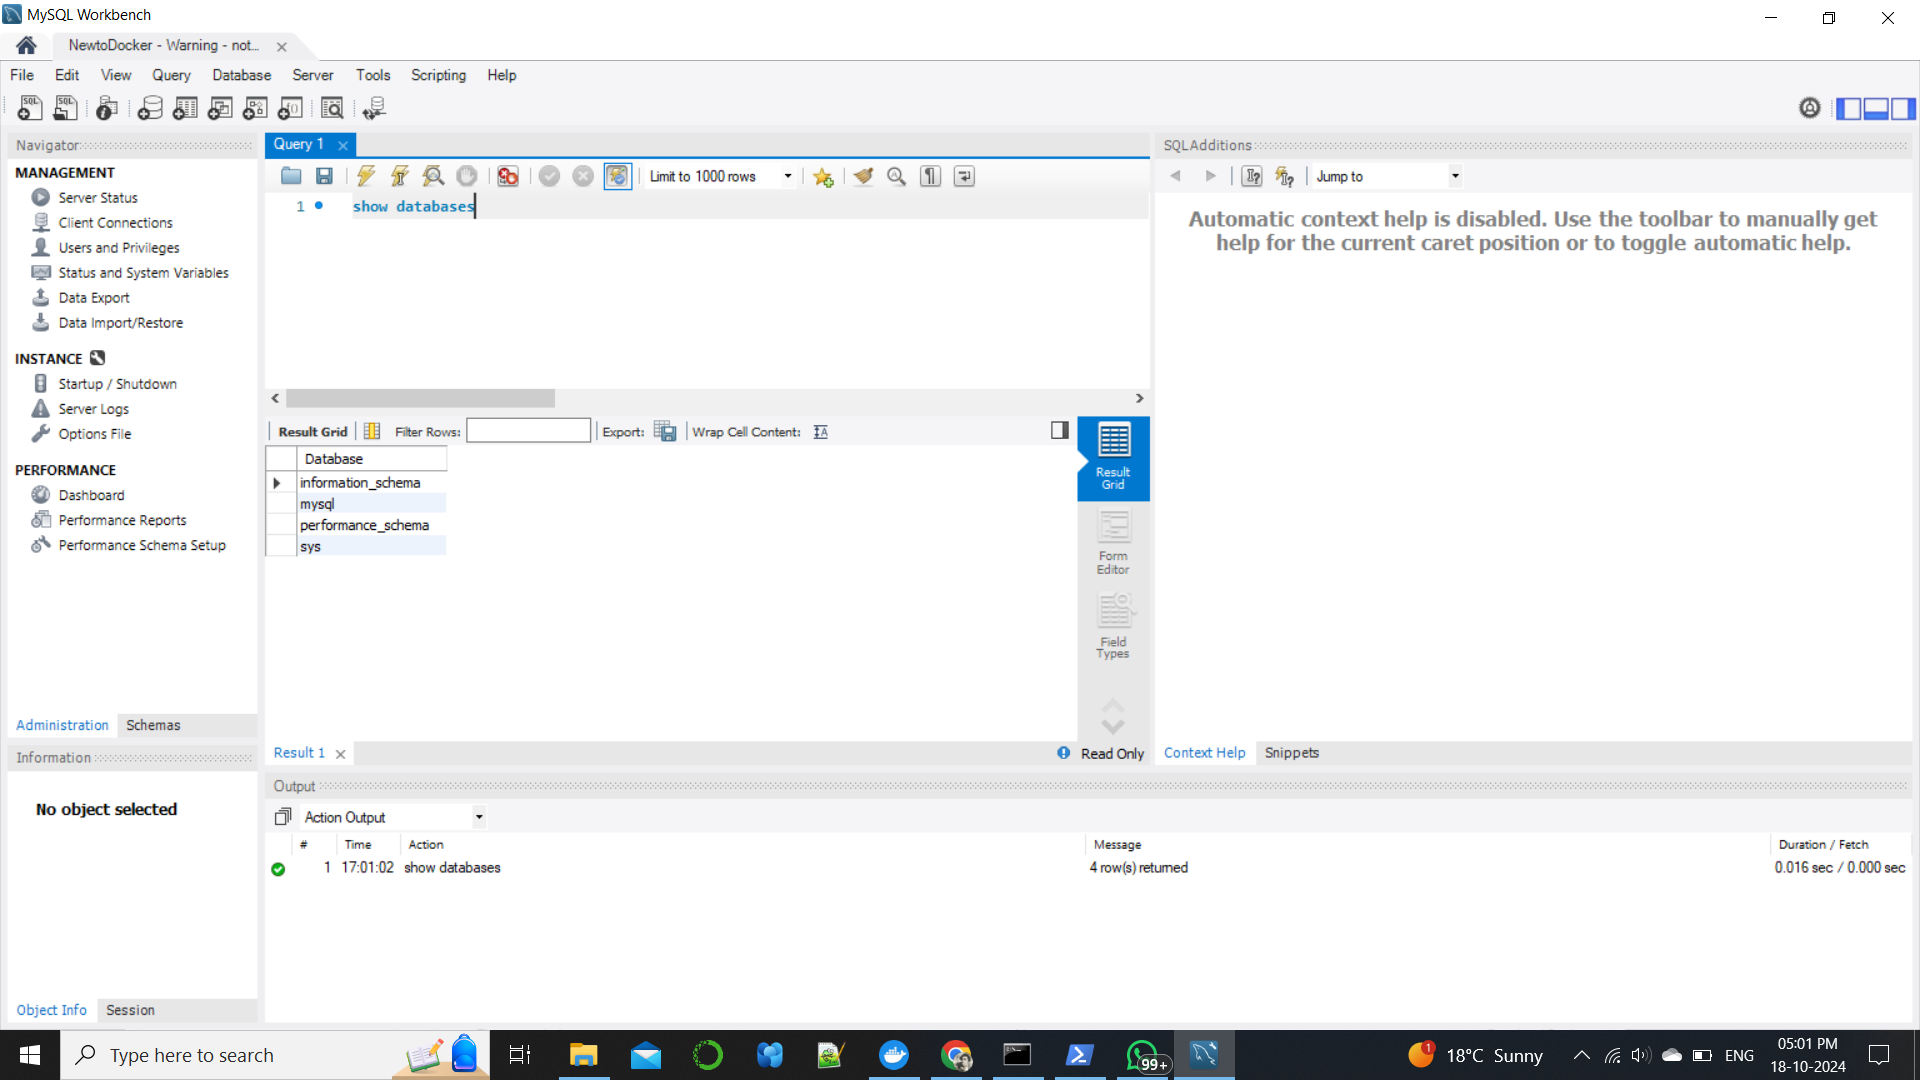 MySQL Workbench
NewtoDocker - Warning - not...
File Edit View Query Database Server Tools Scripting Help
Navigator
MANAGEMENT
Server Status
Client Connections
Users and Privileges
Status and System Variables
Data Export
Data Import/Restore
INSTANCE
Startup / Shutdown
Server Logs
Options File
PERFORMANCE
Dashboard
Performance Reports
Performance Schema Setup
Administration Schemas
Information
No object selected
Object Info Session
Query 1
Limit to 1000 rows
1 show databases
Result Grid Filter Rows: Export: Wrap Cell Content:
Database
information_schema
mysql
performance_schema
sys
Result
Grid
Form
Editor
Field
Types
Result 1 Read Only
SQLAdditions
Jump to
Automatic context help is disabled. Use the toolbar to manually get
help for the current caret position or to toggle automatic help.
Context Help Snippets
Output
Action Output
# Time Action Message Duration / Fetch
1 17:01:02 show databases 4 row(s) returned 0.016 sec / 0.000 sec
Type here to search
99+
1
18°C Sunny
ENG
05:01 PM
18-10-2024